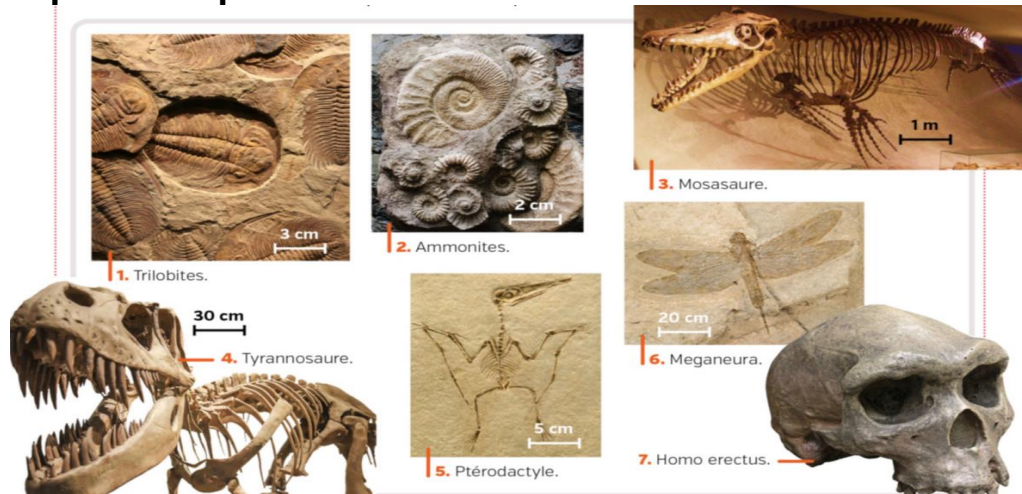 3 cm
1. Trilobites.
2 cm
2. Ammonites.
1 m
3. Mosasaure.
30 cm
4. Tyrannosaure.
5 cm
5. Ptérodactyle.
20 cm
6. Meganeura.
7. Homo erectus.